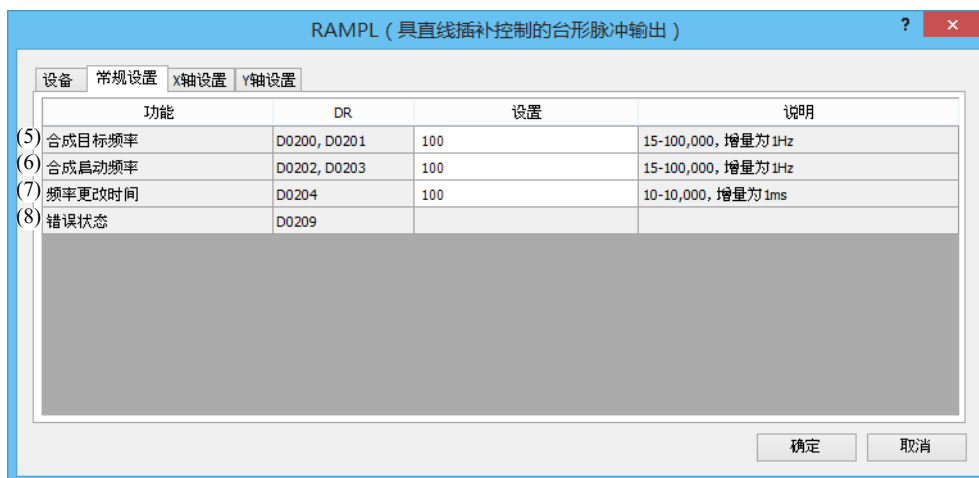 RAMPL（具直线插补控制的台形脉冲输出） ? ×
设备 常规设置 X轴设置 Y轴设置
功能 DR 设置 说明
(5) 合成目标频率 D0200, D0201 100 15-100,000, 增量为1Hz
(6) 合成启动频率 D0202, D0203 100 15-100,000, 增量为1Hz
(7) 频率更改时间 D0204 100 10-10,000, 增量为1ms
(8) 错误状态 D0209
确定 取消